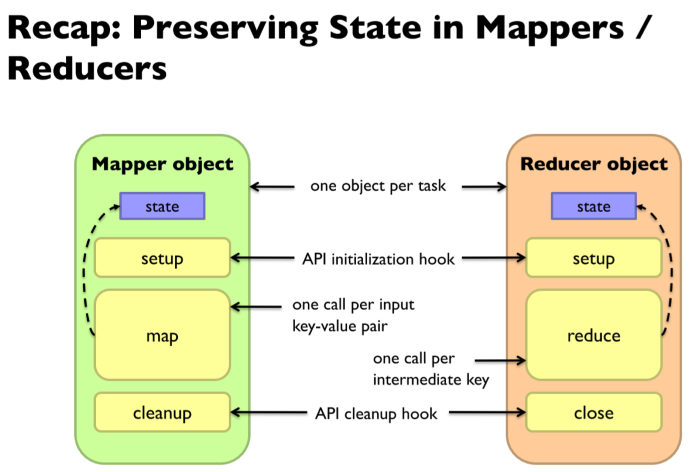 Recap: Preserving State in Mappers /
Reducers
Mapper object
Reducer object
one object per task
state
state
setup
API initialization hook
setup
one call per input
key-value pair
map
reduce
one call per
intermediate key
cleanup
API cleanup hook
close